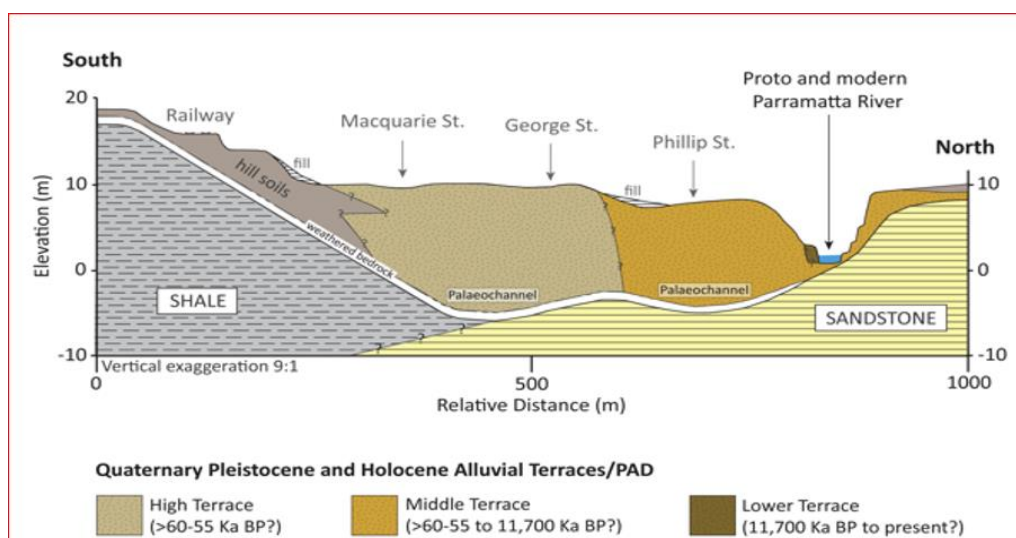 South
20
Railway
Macquarie St.
George St.
Phillip St.
Proto and modern
Parramatta River
North
Elevation (m)
10
0
-10
hill soils
fill
fill
weathered bedrock
Palaeochannel
Palaeochannel
SHALE
SANDSTONE
10
0
-10
?
?
?
?
?
?
?
?
?
Vertical exaggeration 9:1
0
500
1000
Relative Distance (m)
Quaternary Pleistocene and Holocene Alluvial Terraces/PAD
High Terrace
(>60-55 Ka BP?)
Middle Terrace
(>60-55 to 11,700 Ka BP?)
Lower Terrace
(11,700 Ka BP to present?)